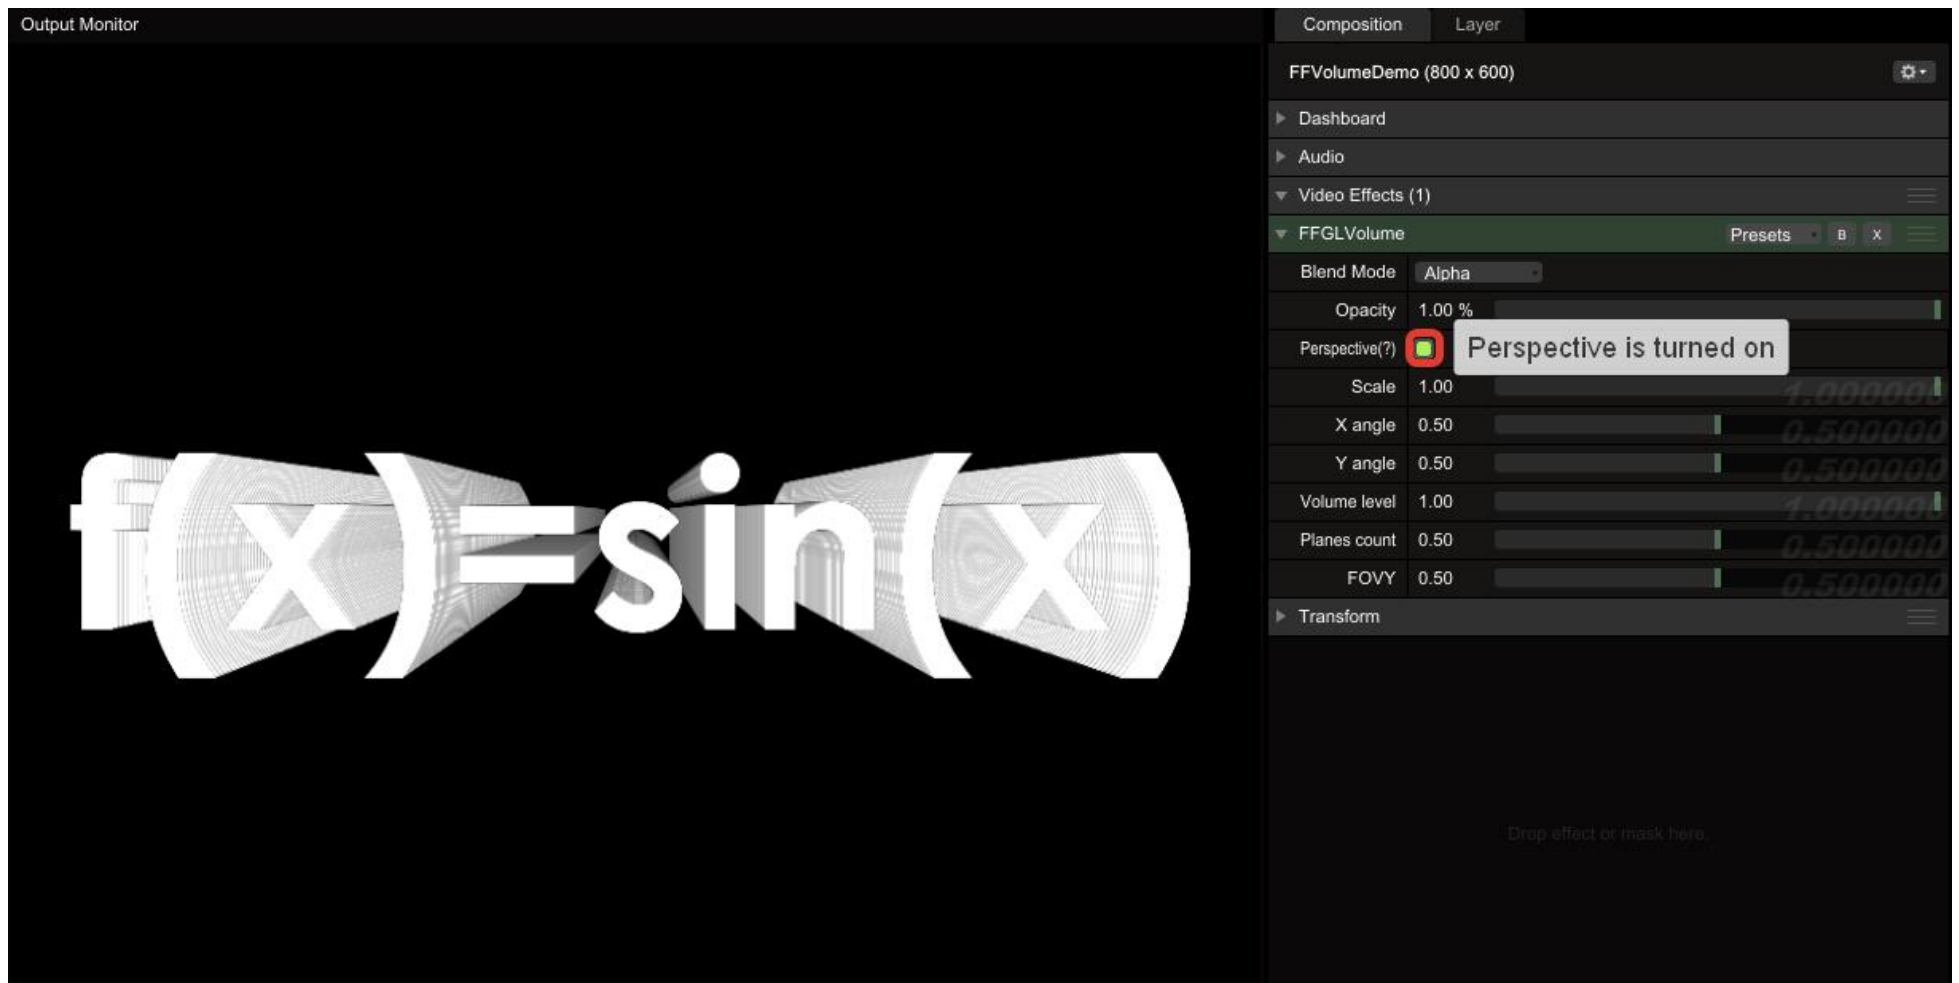 Output Monitor
Composition
Layer
FFVolumeDemo (800 x 600)
Dashboard
Audio
Video Effects (1)
FFGLVolume
Presets
B
X
Blend Mode
Alpha
Opacity
1.00 %
Perspective(?)
Perspective is turned on
Scale
1.00
1.000000
X angle
0.50
0.500000
Y angle
0.50
0.500000
Volume level
1.00
1.000000
Planes count
0.50
0.500000
FOVY
0.50
0.500000
Transform
Drop effect or mask here.
f(x)=sin(x)